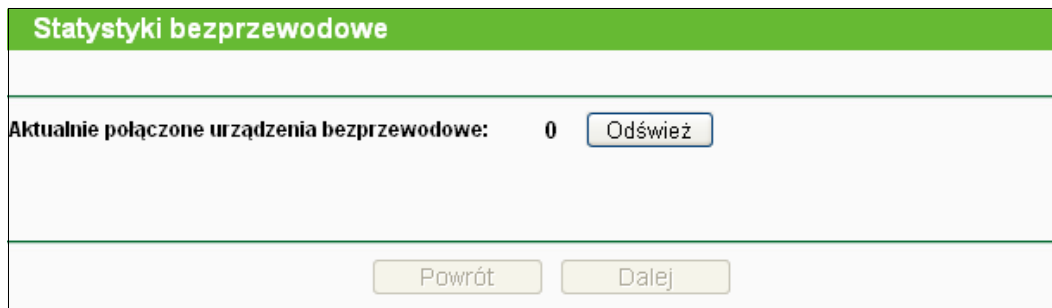 Statystyki bezprzewodowe
Aktualnie połączone urządzenia bezprzewodowe: 0 Odśwież
Powrót Dalej